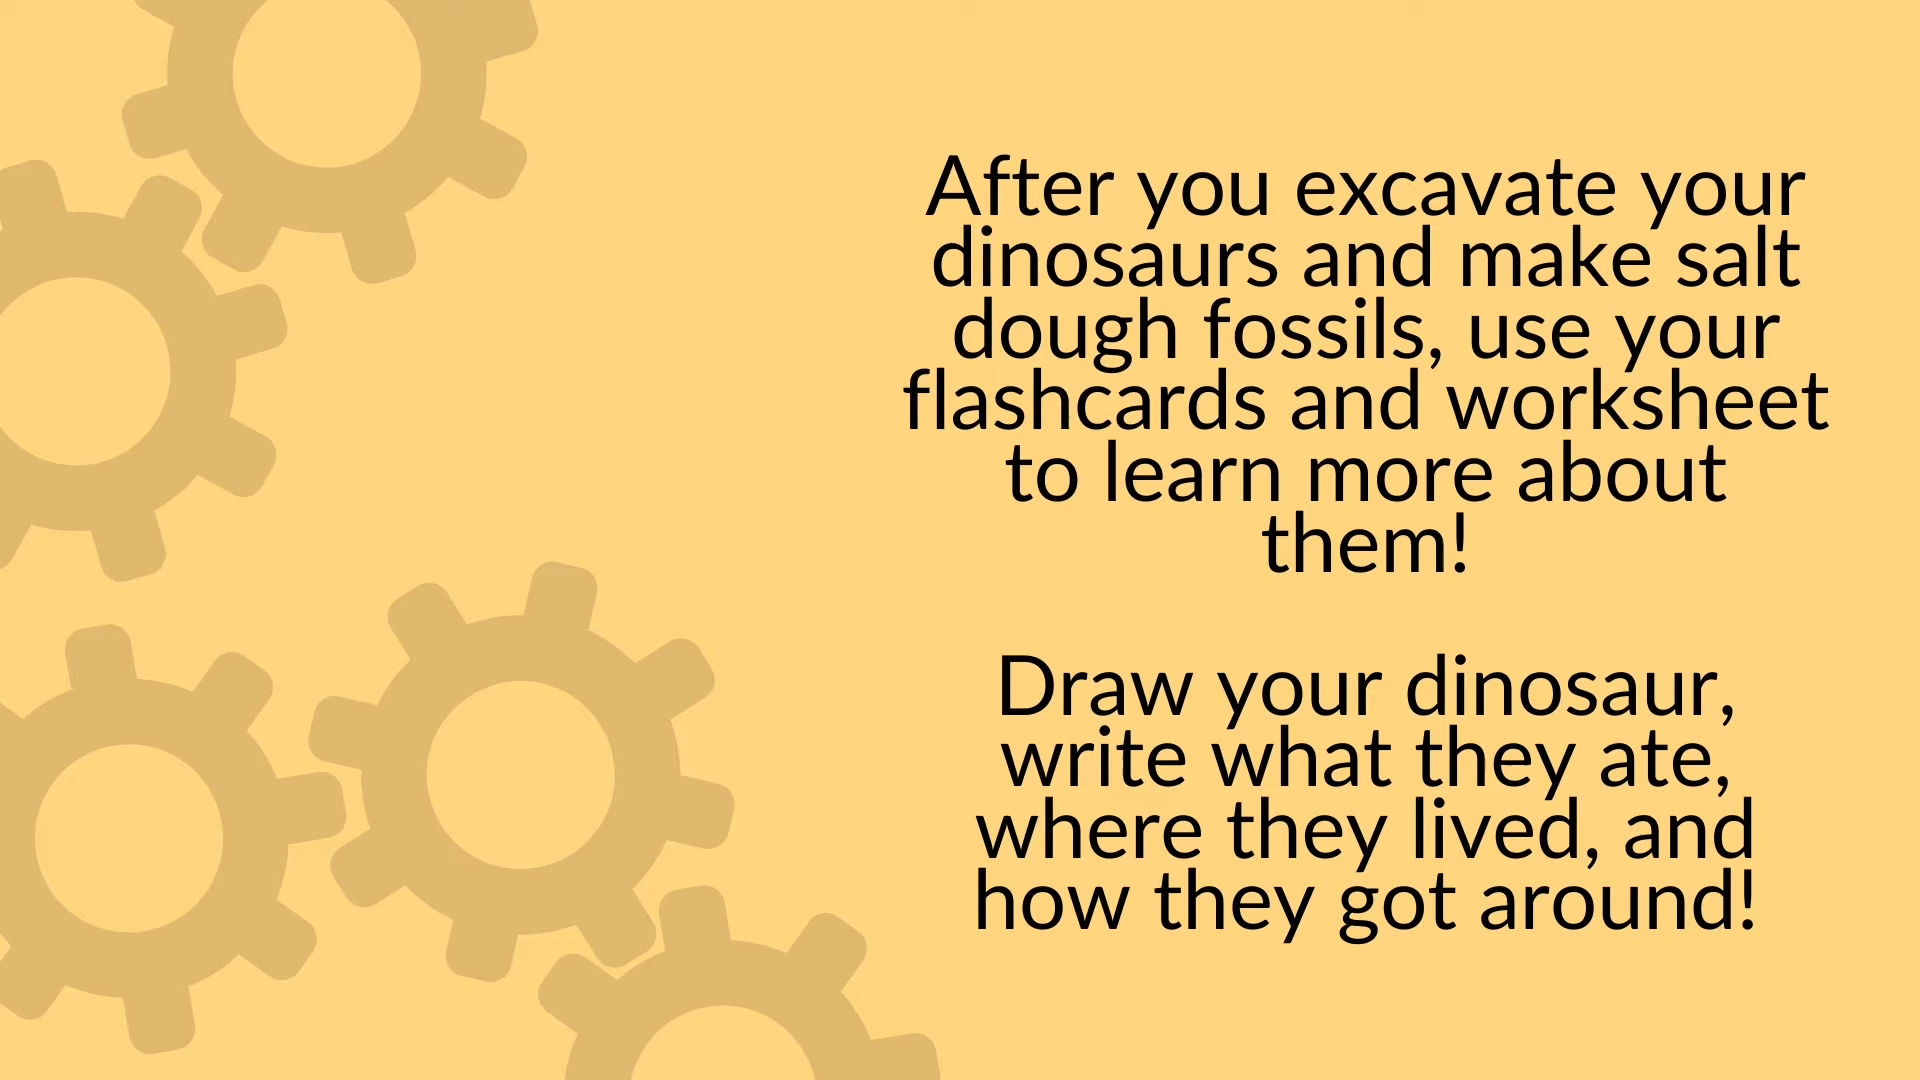 After you excavate your
dinosaurs and make salt
dough fossils, use your
flashcards and worksheet
to learn more about
them!
Draw your dinosaur,
write what they ate,
where they lived, and
how they got around!